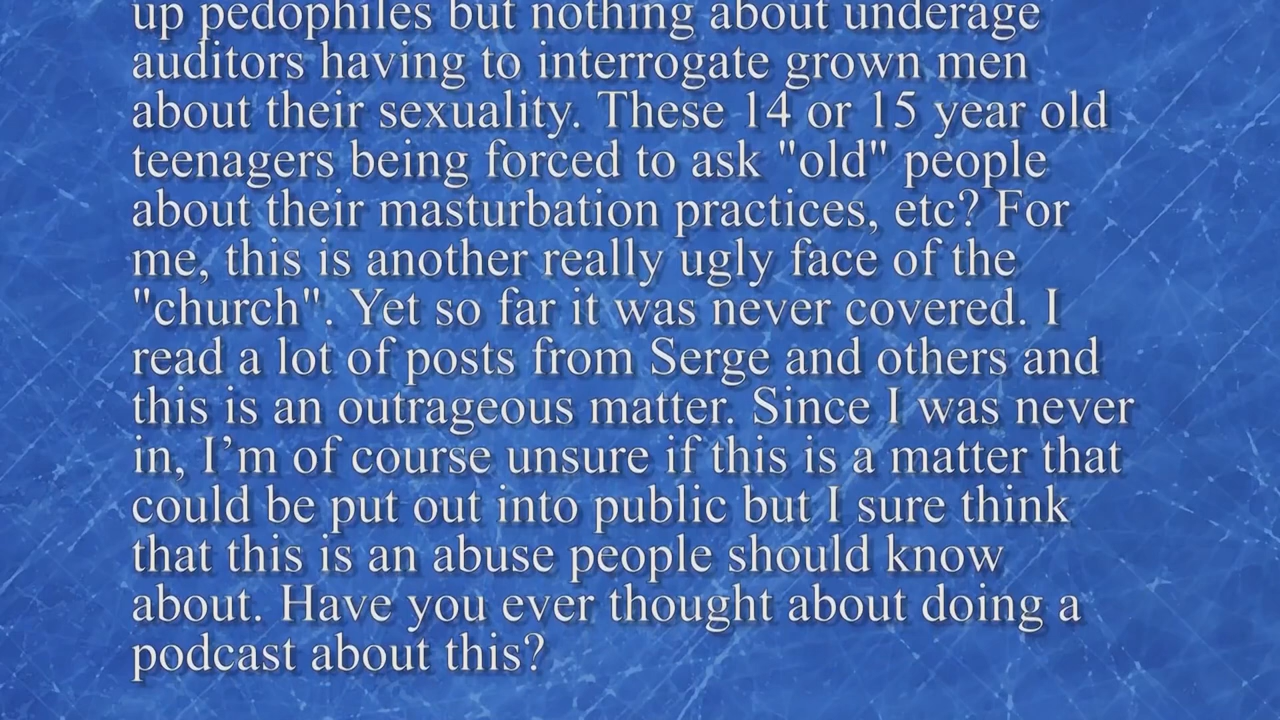 up pedophiles but nothing about underage
auditors having to interrogate grown men
about their sexuality. These 14 or 15 year old
teenagers being forced to ask "old" people
about their masturbation practices, etc? For
me, this is another really ugly face of the
"church". Yet so far it was never covered. I
read a lot of posts from Serge and others and
this is an outrageous matter. Since I was never
in, I’m of course unsure if this is a matter that
could be put out into public but I sure think
that this is an abuse people should know
about. Have you ever thought about doing a
podcast about this?